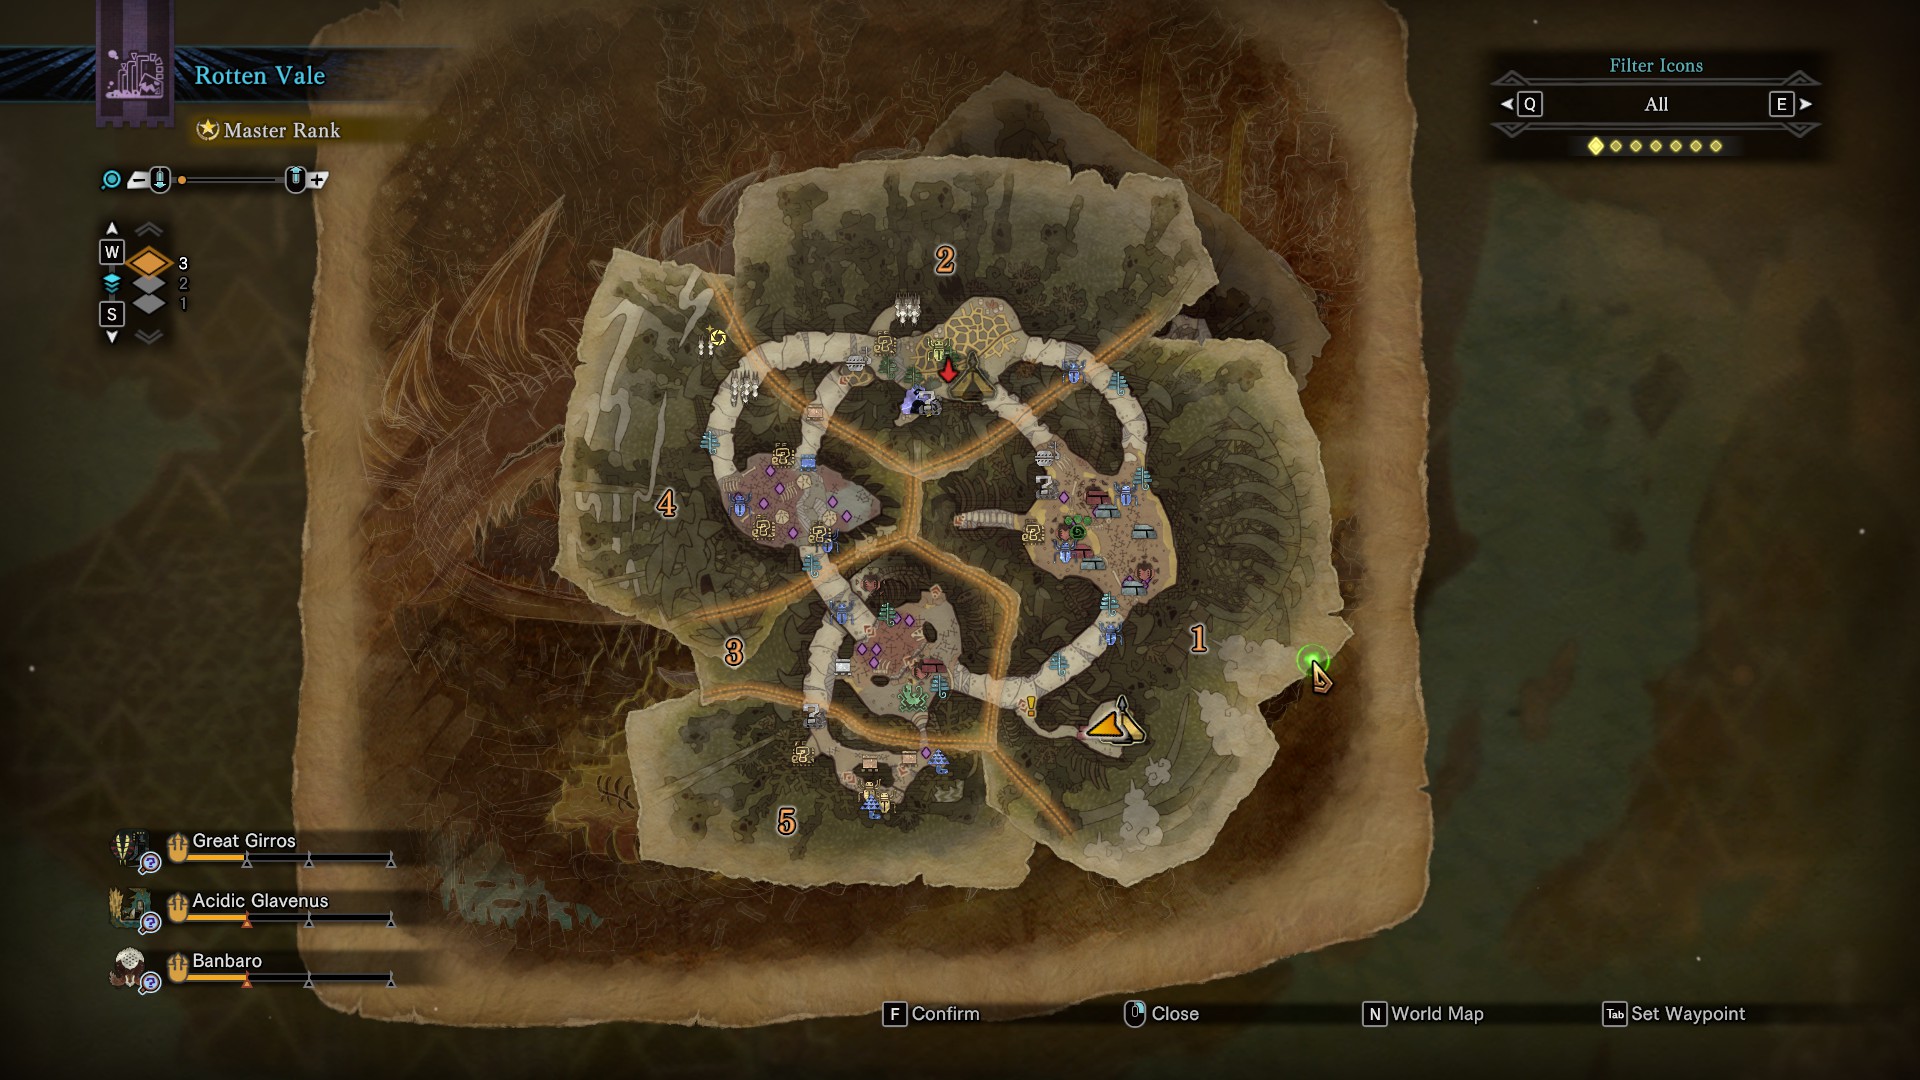 Rotten Vale
Master Rank
Filter Icons
Q All E
W
S
3
2
1
2
4
3
1
5
?
?
!
Great Girros
?
Acidic Glavenus
?
Banbaro
?
F Confirm
Close
N World Map
Tab Set Waypoint